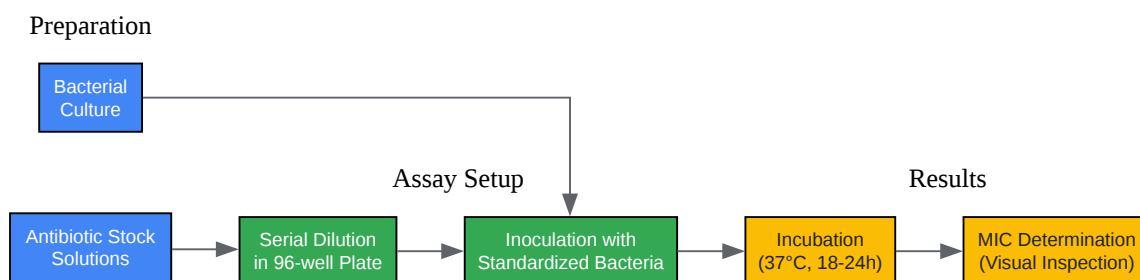 Preparation
Bacterial
Culture
Assay Setup
Results
Antibiotic Stock
Solutions
Serial Dilution
in 96-well Plate
Inoculation with
Standardized Bacteria
Incubation
(37°C, 18-24h)
MIC Determination
(Visual Inspection)